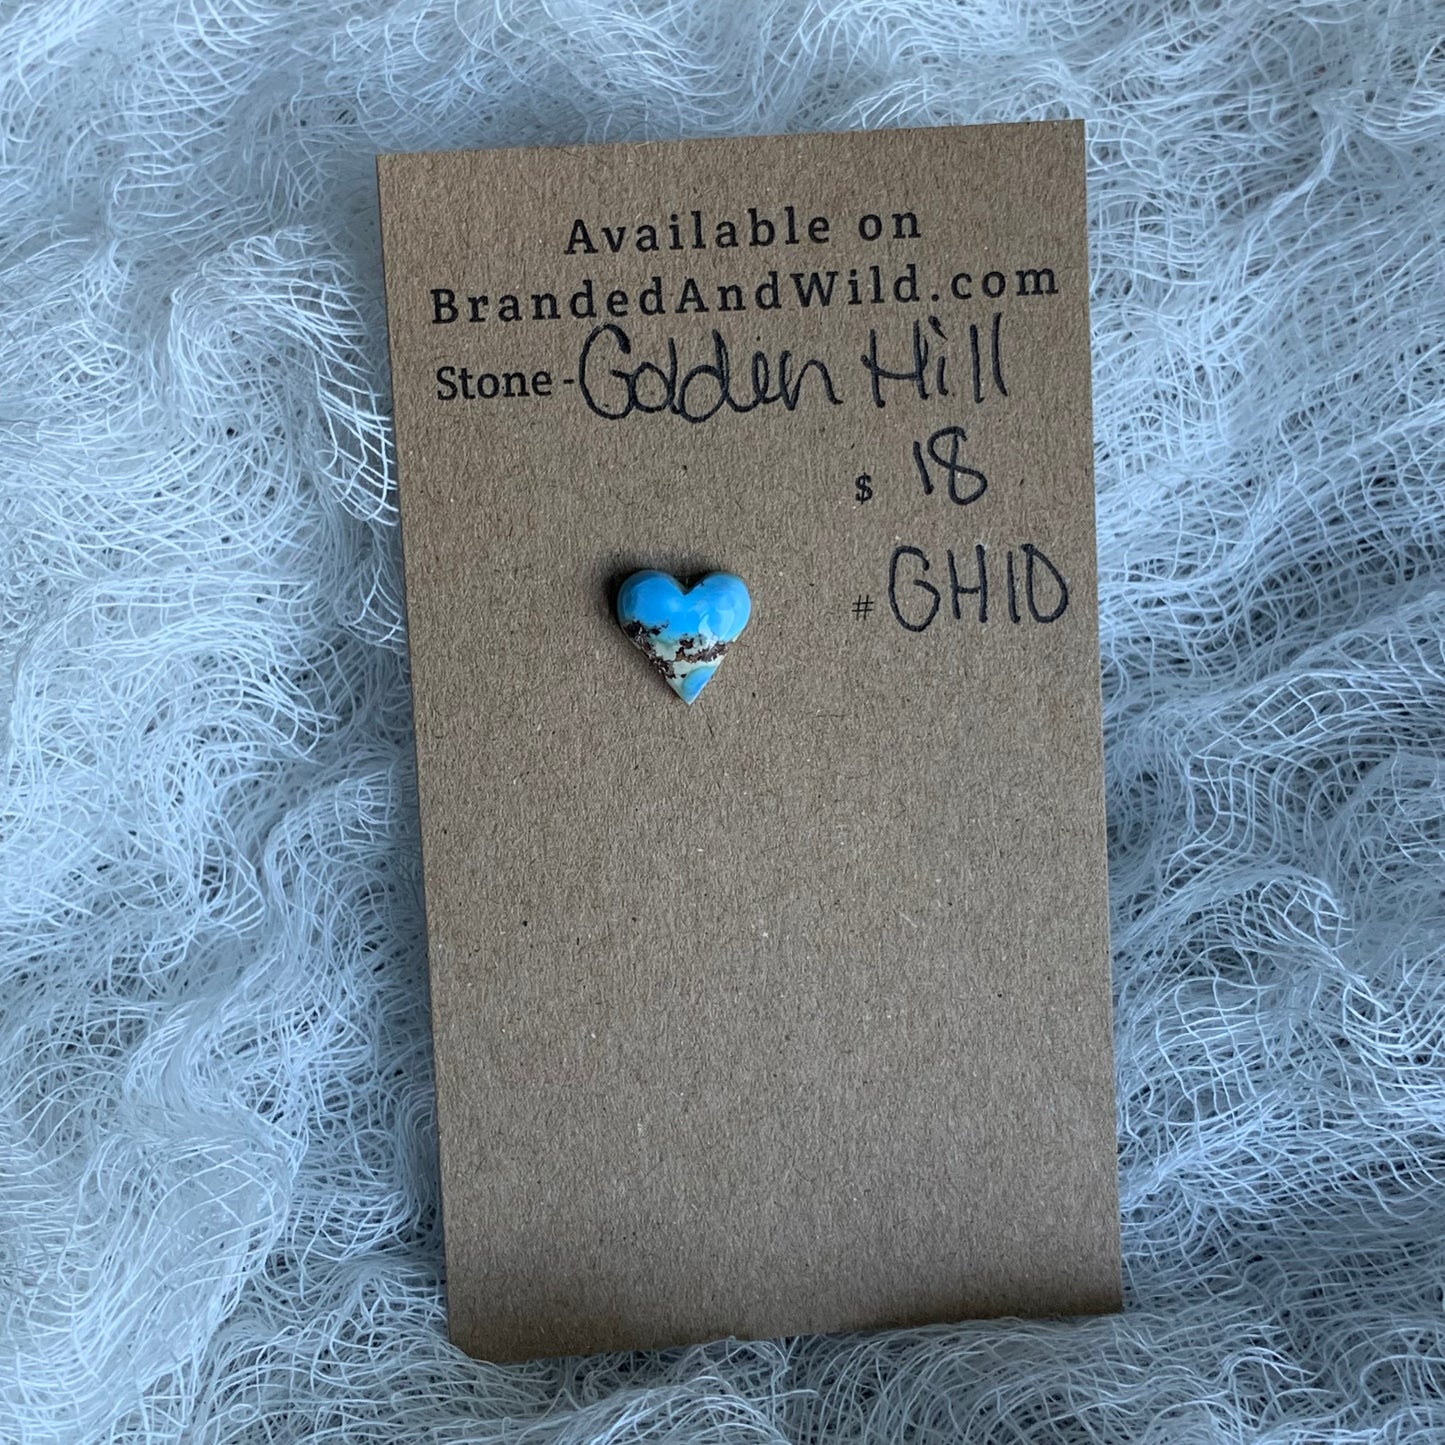 Available on
BrandedAndWild.com
Stone - Golden Hill
$ 18
# GH10